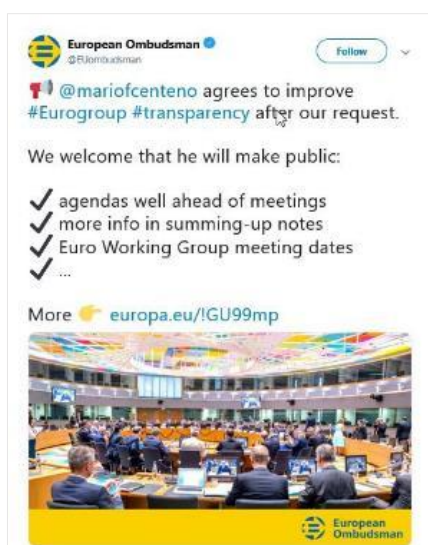 European Ombudsman
@EUombudsman
Follow
@mariofcenteno agrees to improve
#Eurogroup #transparency after our request.
We welcome that he will make public:
✔ agendas well ahead of meetings
✔ more info in summing-up notes
✔ Euro Working Group meeting dates
✔ ...
More 👉 europa.eu/!GU99mp
European
Ombudsman